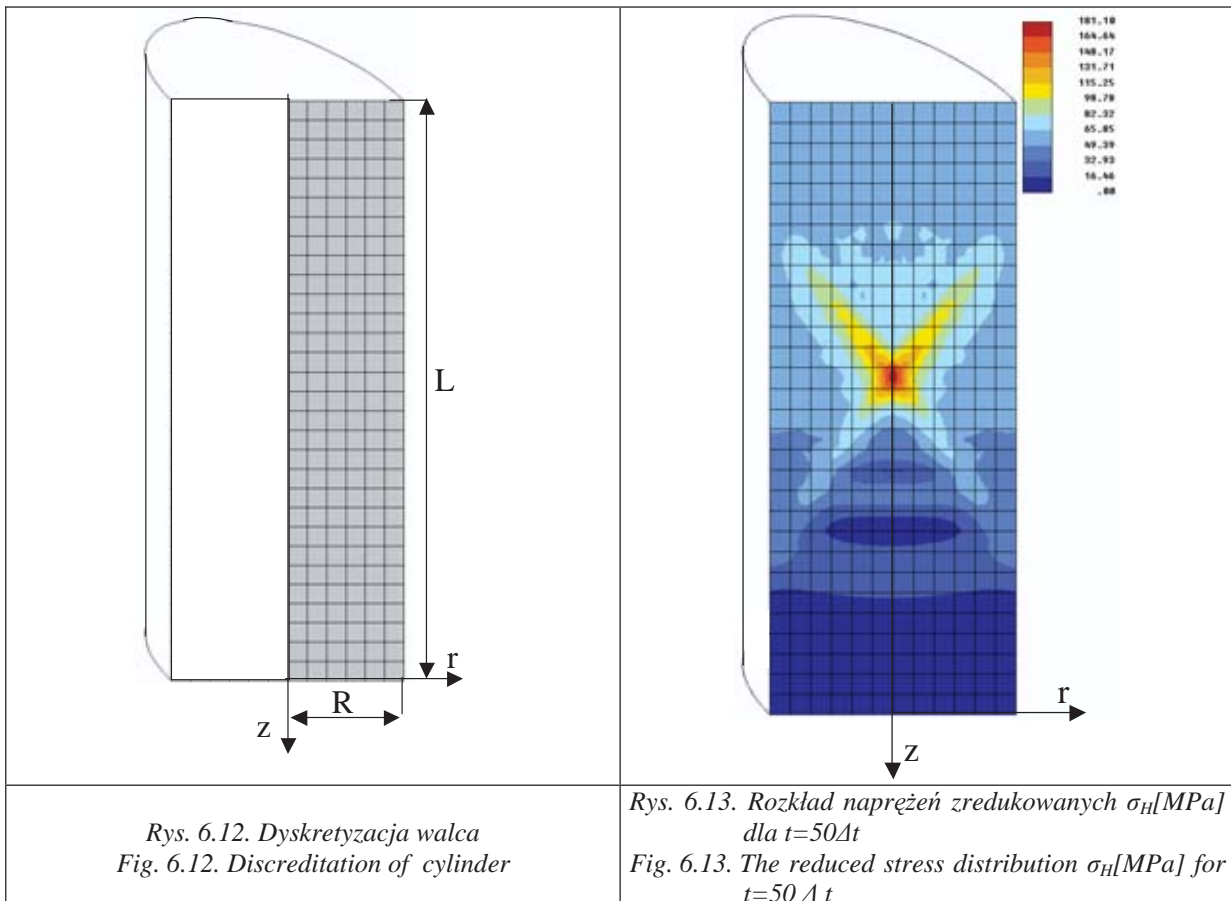 L
r
R
z
181.10
164.64
148.17
131.71
115.25
98.78
82.32
65.85
49.39
32.93
16.46
.00
r
z
Rys. 6.12. Dyskretyzacja walca
Fig. 6.12. Discreditation of cylinder
Rys. 6.13. Rozkład naprężeń zredukowanych σH[MPa]
dla t=50Δt
Fig. 6.13. The reduced stress distribution σH[MPa] for
t=50 Δ t